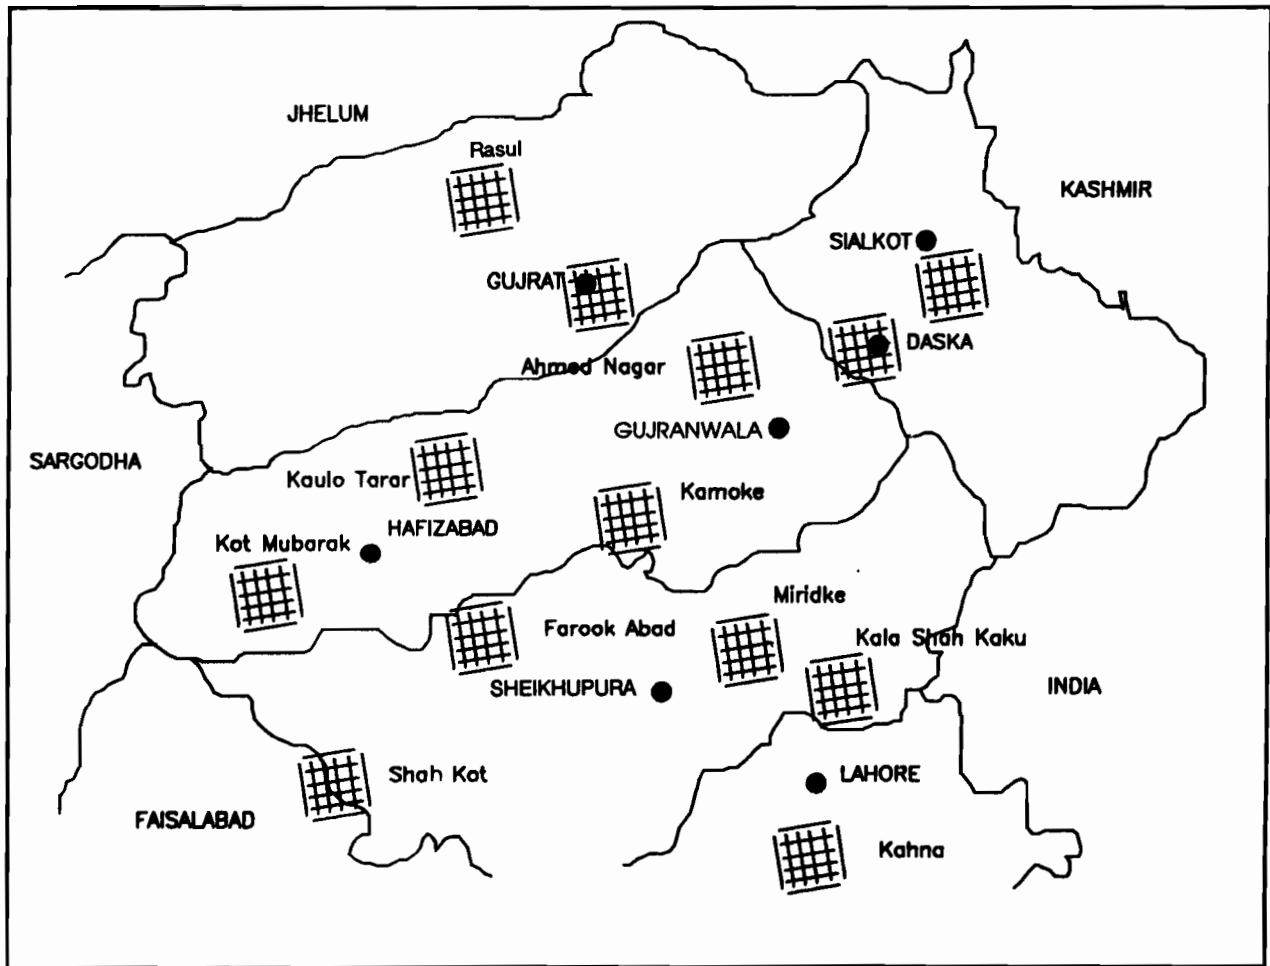 JHELUM
Rasul
KASHMIR
SIALKOT
GUJRAT
DASKA
Ahmed Nagar
GUJRANWALA
SARGODHA
Kaulo Tarar
Kamoke
HAFIZABAD
Kot Mubarak
Miridke
Farook Abad
Kala Shah Kaku
SHEIKHUPURA
INDIA
Shah Kot
LAHORE
FAISALABAD
Kahna